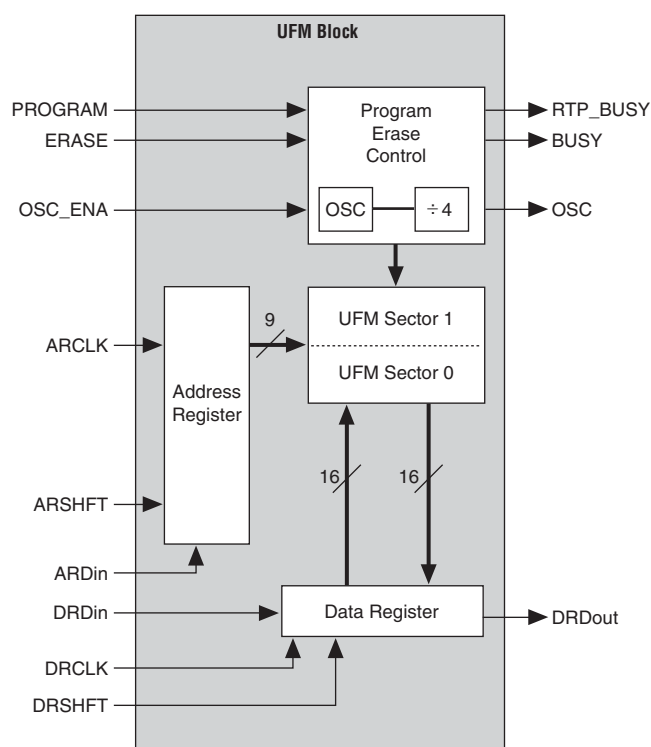 UFM Block
PROGRAM
ERASE
OSC_ENA
Program
Erase
Control
OSC
÷4
RTP_BUSY
BUSY
OSC
ARCLK
ARSHFT
ARDin
Address
Register
9
UFM Sector 1
UFM Sector 0
16
16
DRDin
DRCLK
DRSHFT
Data Register
DRDout